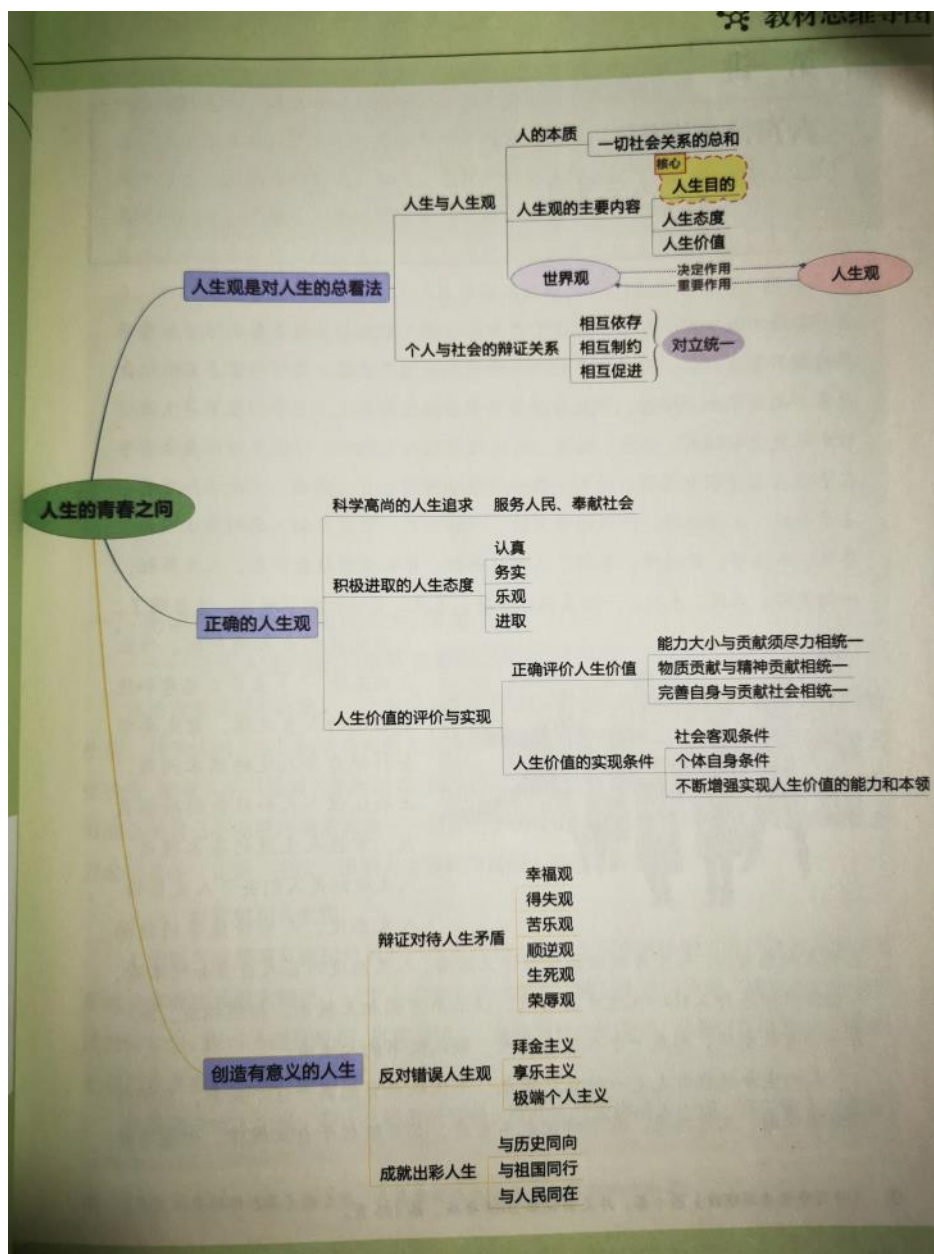 教材思维导图
人的本质
一切社会关系的总和
核心
人生目的
人生与人生观
人生观的主要内容
人生态度
人生价值
世界观
决定作用
重要作用
人生观
人生观是对人生的总看法
相互依存
个人与社会的辩证关系
相互制约
对立统一
相互促进
人生的青春之问
科学高尚的人生追求
服务人民、奉献社会
认真
积极进取的人生态度
务实
乐观
进取
正确的人生观
能力大小与贡献须尽力相统一
正确评价人生价值
物质贡献与精神贡献相统一
完善自身与贡献社会相统一
人生价值的评价与实现
社会客观条件
人生价值的实现条件
个体自身条件
不断增强实现人生价值的能力和本领
幸福观
得失观
辩证对待人生矛盾
苦乐观
顺逆观
生死观
荣辱观
创造有意义的人生
拜金主义
反对错误人生观
享乐主义
极端个人主义
与历史同向
成就出彩人生
与祖国同行
与人民同在